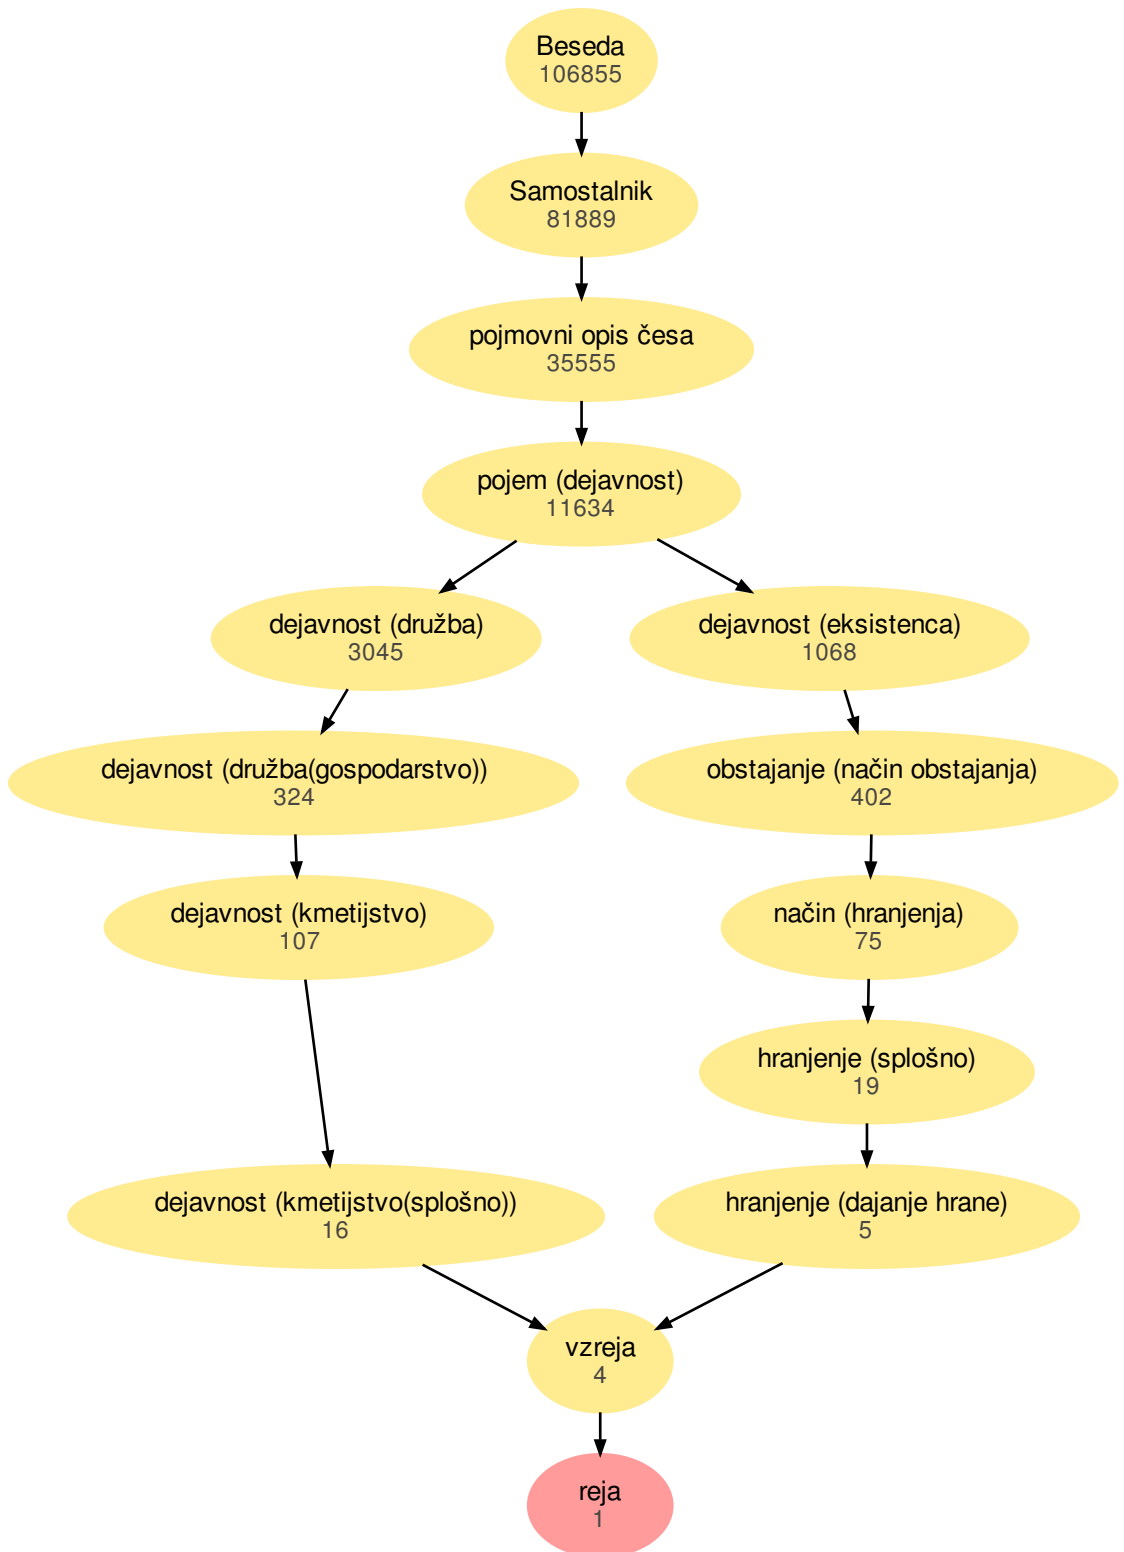 Beseda
106855
Samostalnik
81889
pojmovni opis česa
35555
pojem (dejavnost)
11634
dejavnost (družba)
3045
dejavnost (eksistenca)
1068
dejavnost (družba(gospodarstvo))
324
obstajanje (način obstajanja)
402
dejavnost (kmetijstvo)
107
način (hranjenja)
75
hranjenje (splošno)
19
dejavnost (kmetijstvo(splošno))
16
hranjenje (dajanje hrane)
5
vzreja
4
reja
1